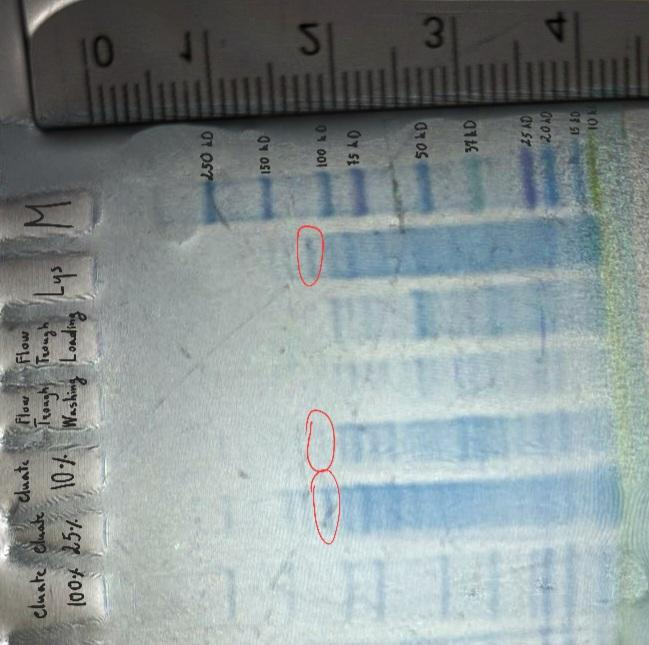 0 1 2 3 4
250 kD 150 kD 100 kD 75 kD 50 kD 37 kD 25 kD 20 kD 15 kD 10 k
M
Lys
Flow
Trough
Loading
Flow
Trough
Washing
eluate
10%
eluate
25%
eluate
100%